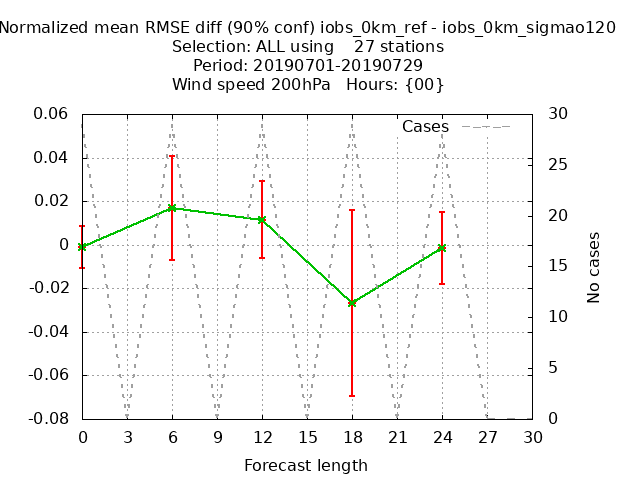 Normalized mean RMSE diff (90% conf) iobs_0km_ref - iobs_0km_sigmao120
Selection: ALL using    27 stations
Period: 20190701-20190729
Wind speed 200hPa   Hours: {00}
Cases
0.06
0.04
0.02
0
-0.02
-0.04
-0.06
-0.08
30
25
20
15
10
5
0
No cases
0 3 6 9 12 15 18 21 24 27 30
Forecast length